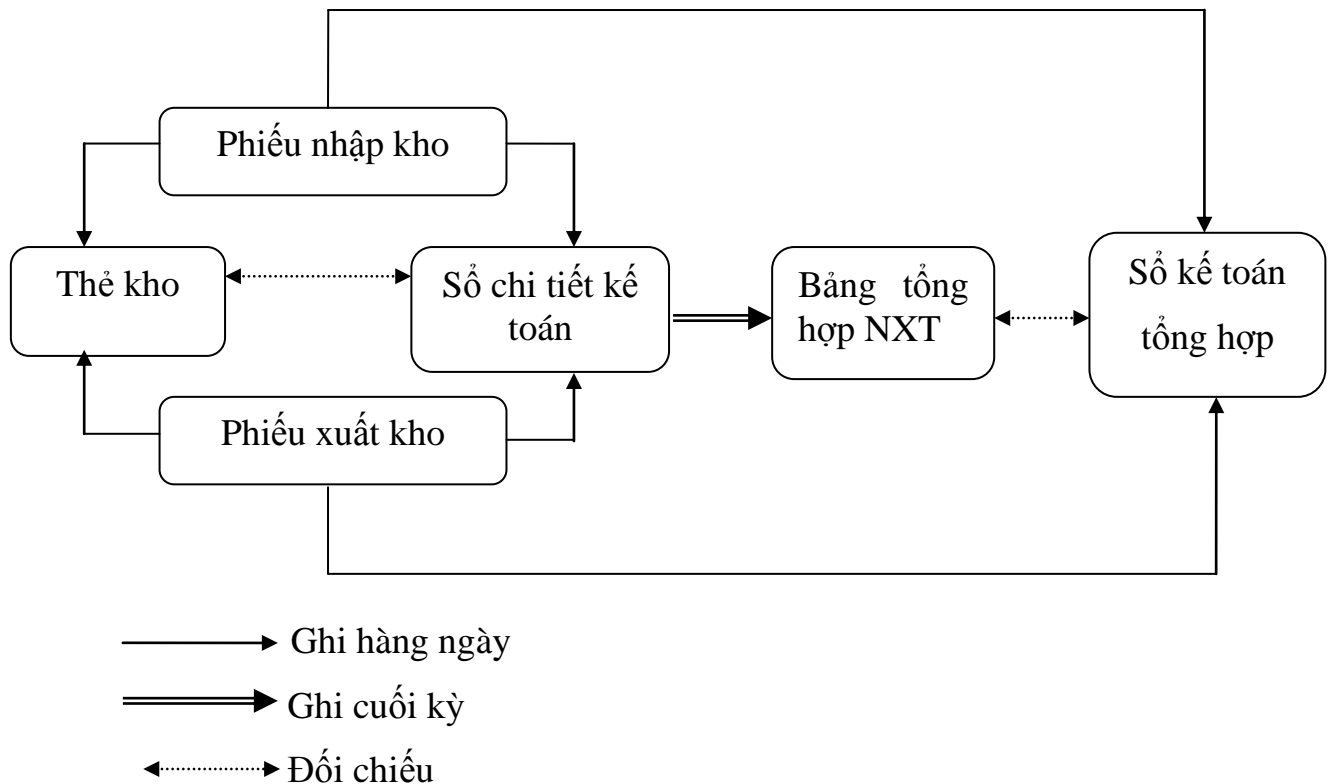 Phiếu nhập kho
Thẻ kho
Sổ chi tiết kế
toán
Bảng tổng
hợp NXT
Sổ kế toán
tổng hợp
Phiếu xuất kho
Ghi hàng ngày
Ghi cuối kỳ
Đối chiếu